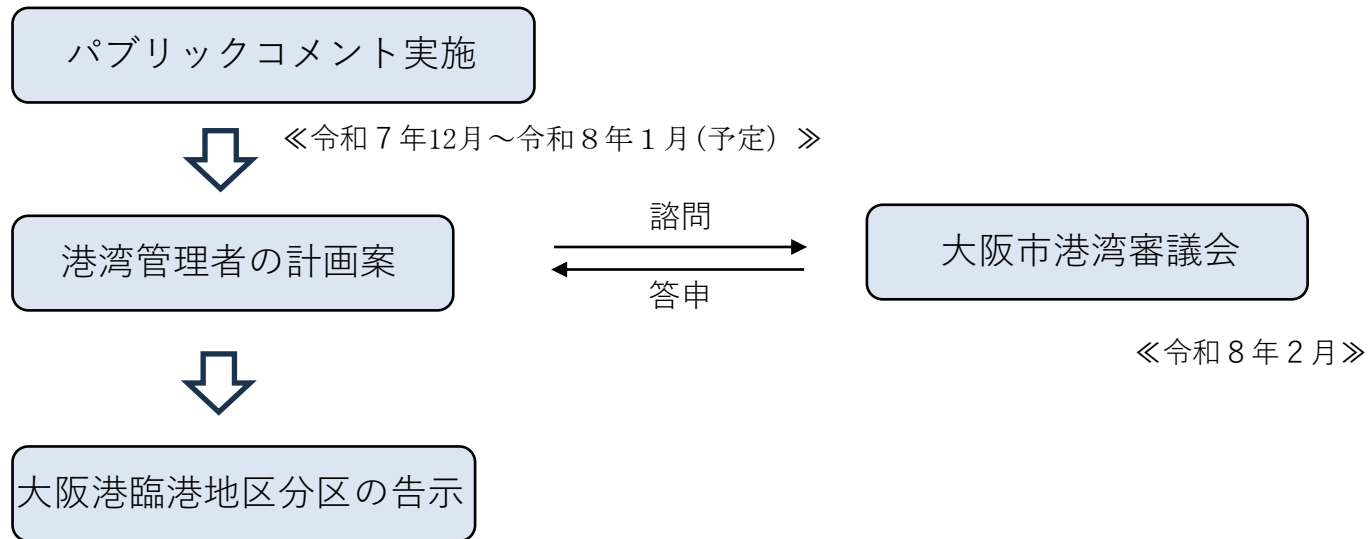 パブリックコメント実施
≪令和７年12月～令和８年１月(予定) ≫
港湾管理者の計画案
諮問
答申
大阪市港湾審議会
≪令和８年２月≫
大阪港臨港地区分区の告示